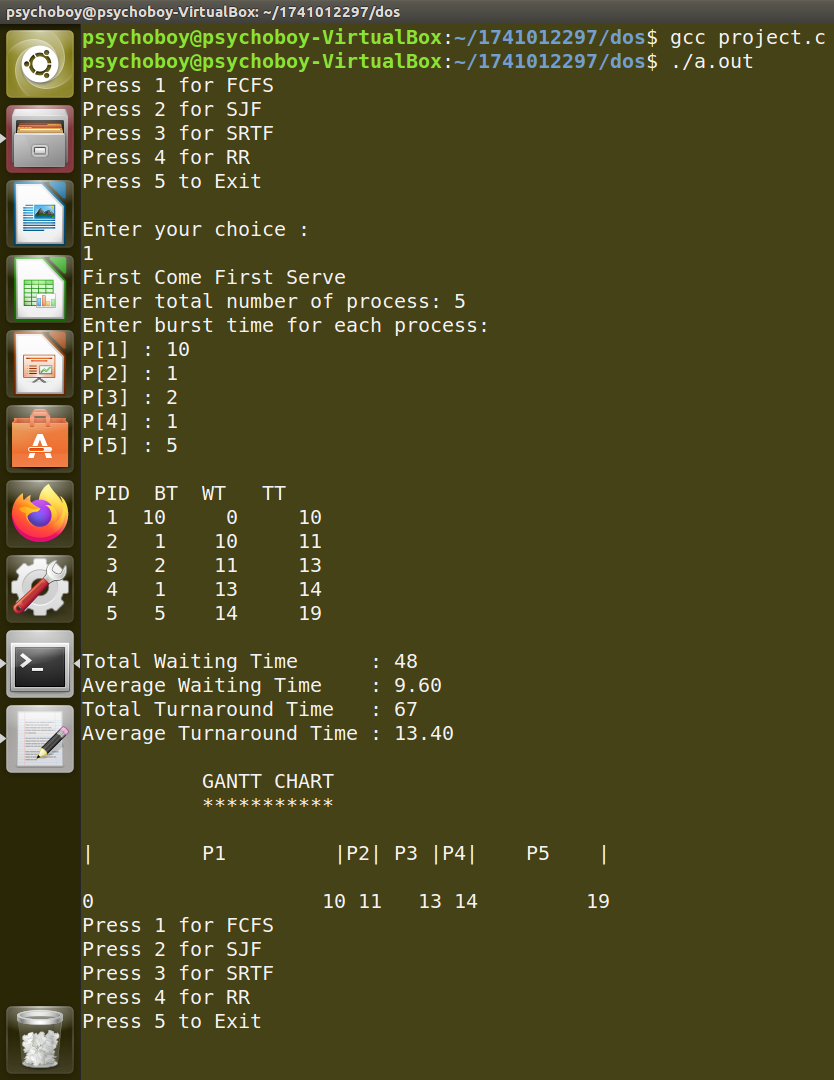 psychoboy@psychoboy-VirtualBox: ~/1741012297/dos
psychoboy@psychoboy-VirtualBox:~/1741012297/dos$ gcc project.c
psychoboy@psychoboy-VirtualBox:~/1741012297/dos$ ./a.out
Press 1 for FCFS
Press 2 for SJF
Press 3 for SRTF
Press 4 for RR
Press 5 to Exit

Enter your choice :
1
First Come First Serve
Enter total number of process: 5
Enter burst time for each process:
P[1] : 10
P[2] : 1
P[3] : 2
P[4] : 1
P[5] : 5

 PID  BT  WT   TT
  1  10     0     10
  2   1    10     11
  3   2    11     13
  4   1    13     14
  5   5    14     19

Total Waiting Time      : 48
Average Waiting Time    : 9.60
Total Turnaround Time   : 67
Average Turnaround Time : 13.40

          GANTT CHART
          ***********

|         P1         |P2| P3 |P4|    P5    |

0                   10 11   13 14         19
Press 1 for FCFS
Press 2 for SJF
Press 3 for SRTF
Press 4 for RR
Press 5 to Exit